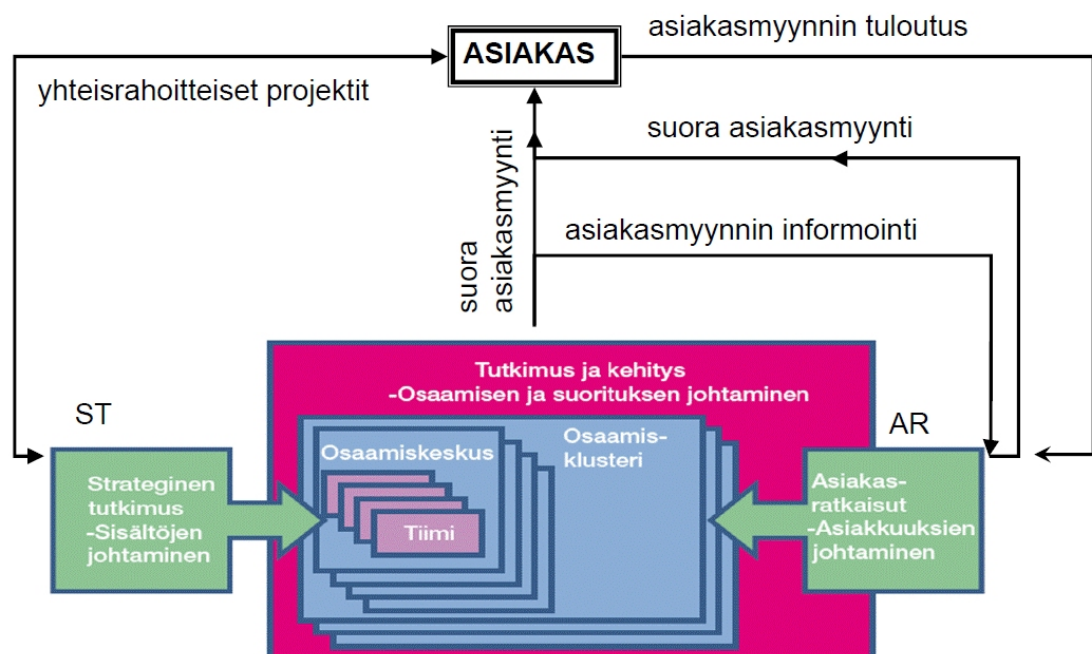 asiakasmyynnin tuloutus
ASIAKAS
yhteisrahoitteiset projektit
suora asiakasmyynti
suora
asiakasmyynti
asiakasmyynnin informointi
Tutkimus ja kehitys
-Osaamisen ja suorituksen johtaminen
ST
AR
Osaamiskeskus
Osaamis-
klusteri
Tiimi
Strateginen
tutkimus
-Sisältöjen
johtaminen
Asiakas-
ratkaisut
-Asiakkuuksien
johtaminen